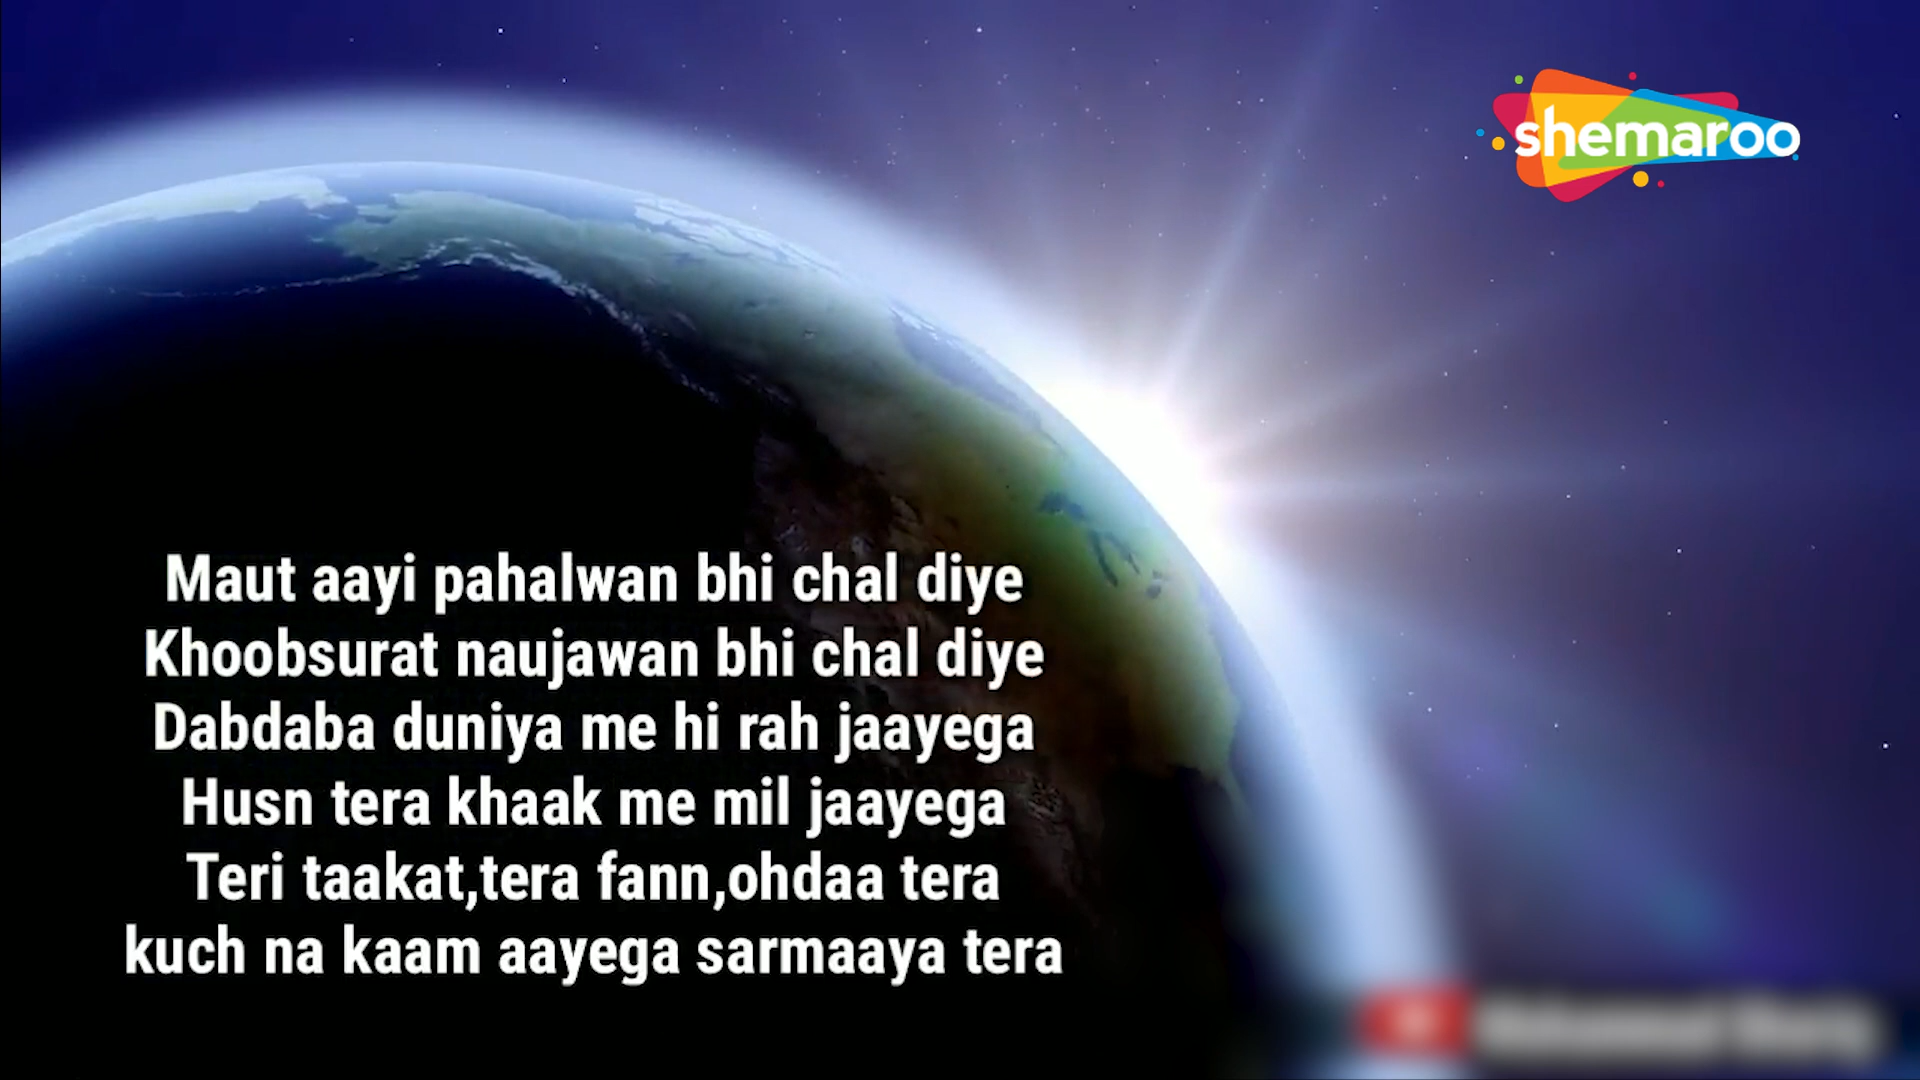 shemaroo
Maut aayi pahalwan bhi chal diye
Khoobsurat naujawan bhi chal diye
Dabdaba duniya me hi rah jaayega
Husn tera khaak me mil jaayega
Teri taakat,tera fann,ohdaa tera
kuch na kaam aayega sarmaaya tera